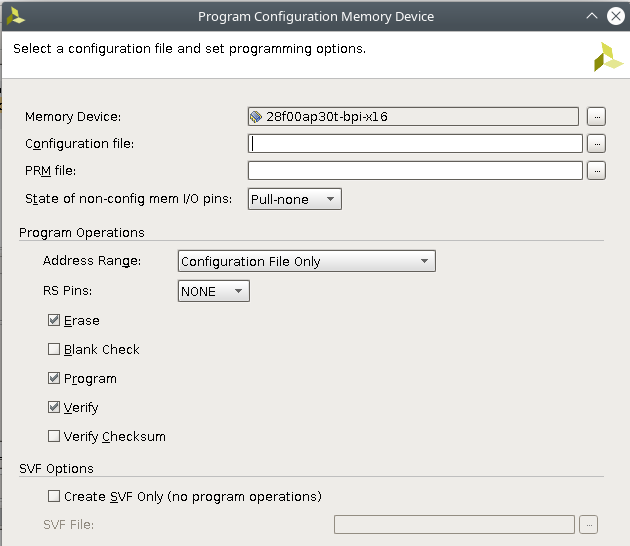 Program Configuration Memory Device
Select a configuration file and set programming options.
Memory Device: 28f00ap30t-bpi-x16 ...
Configuration file: ...
PRM file: ...
State of non-config mem I/O pins: Pull-none
Program Operations
Address Range: Configuration File Only
RS Pins: NONE
Erase
Blank Check
Program
Verify
Verify Checksum
SVF Options
Create SVF Only (no program operations)
SVF File: ...